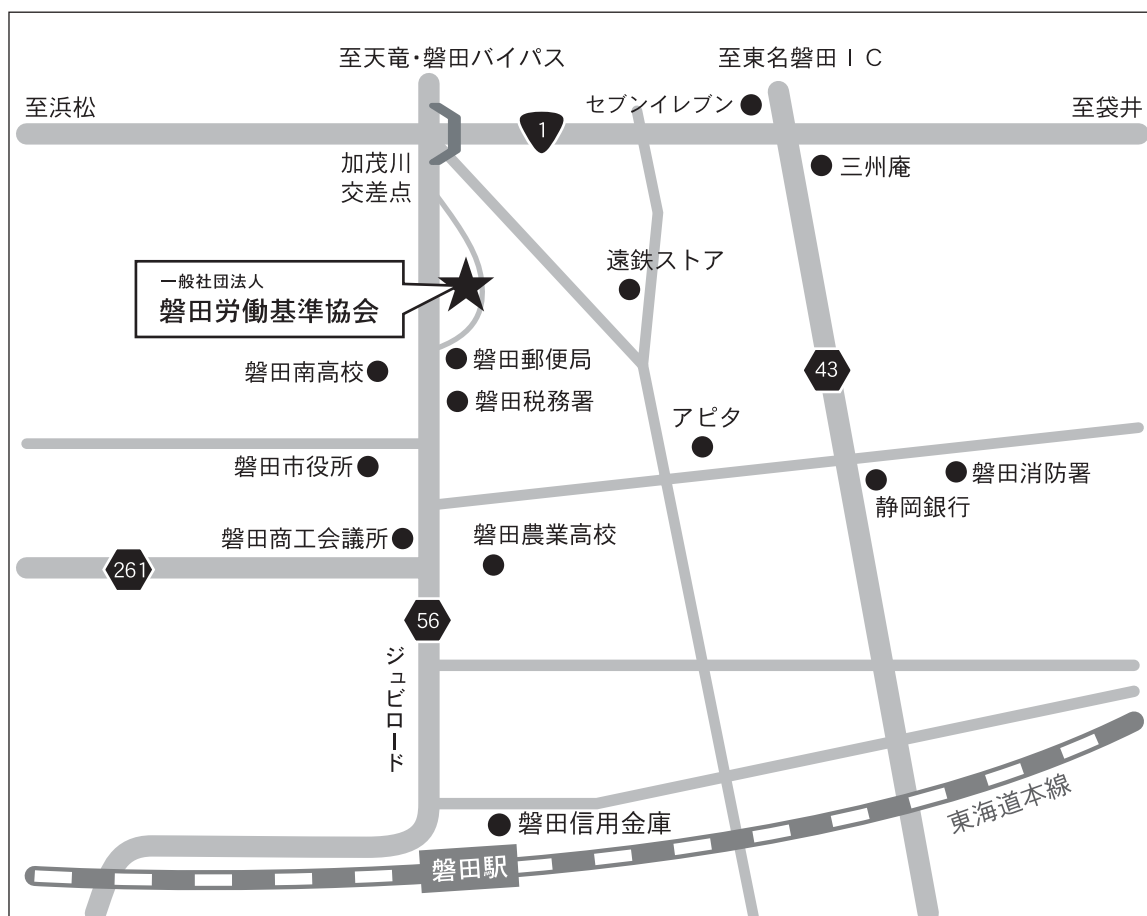 至天竜・磐田バイパス
至東名磐田IC
至浜松
セブンイレブン
至袋井
1
加茂川
交差点
三州庵
遠鉄ストア
一般社団法人
磐田労働基準協会
磐田郵便局
磐田南高校
43
磐田税務署
アピタ
磐田市役所
磐田消防署
静岡銀行
磐田商工会議所
磐田農業高校
261
56
ジュビロード
東海道本線
磐田信用金庫
磐田駅